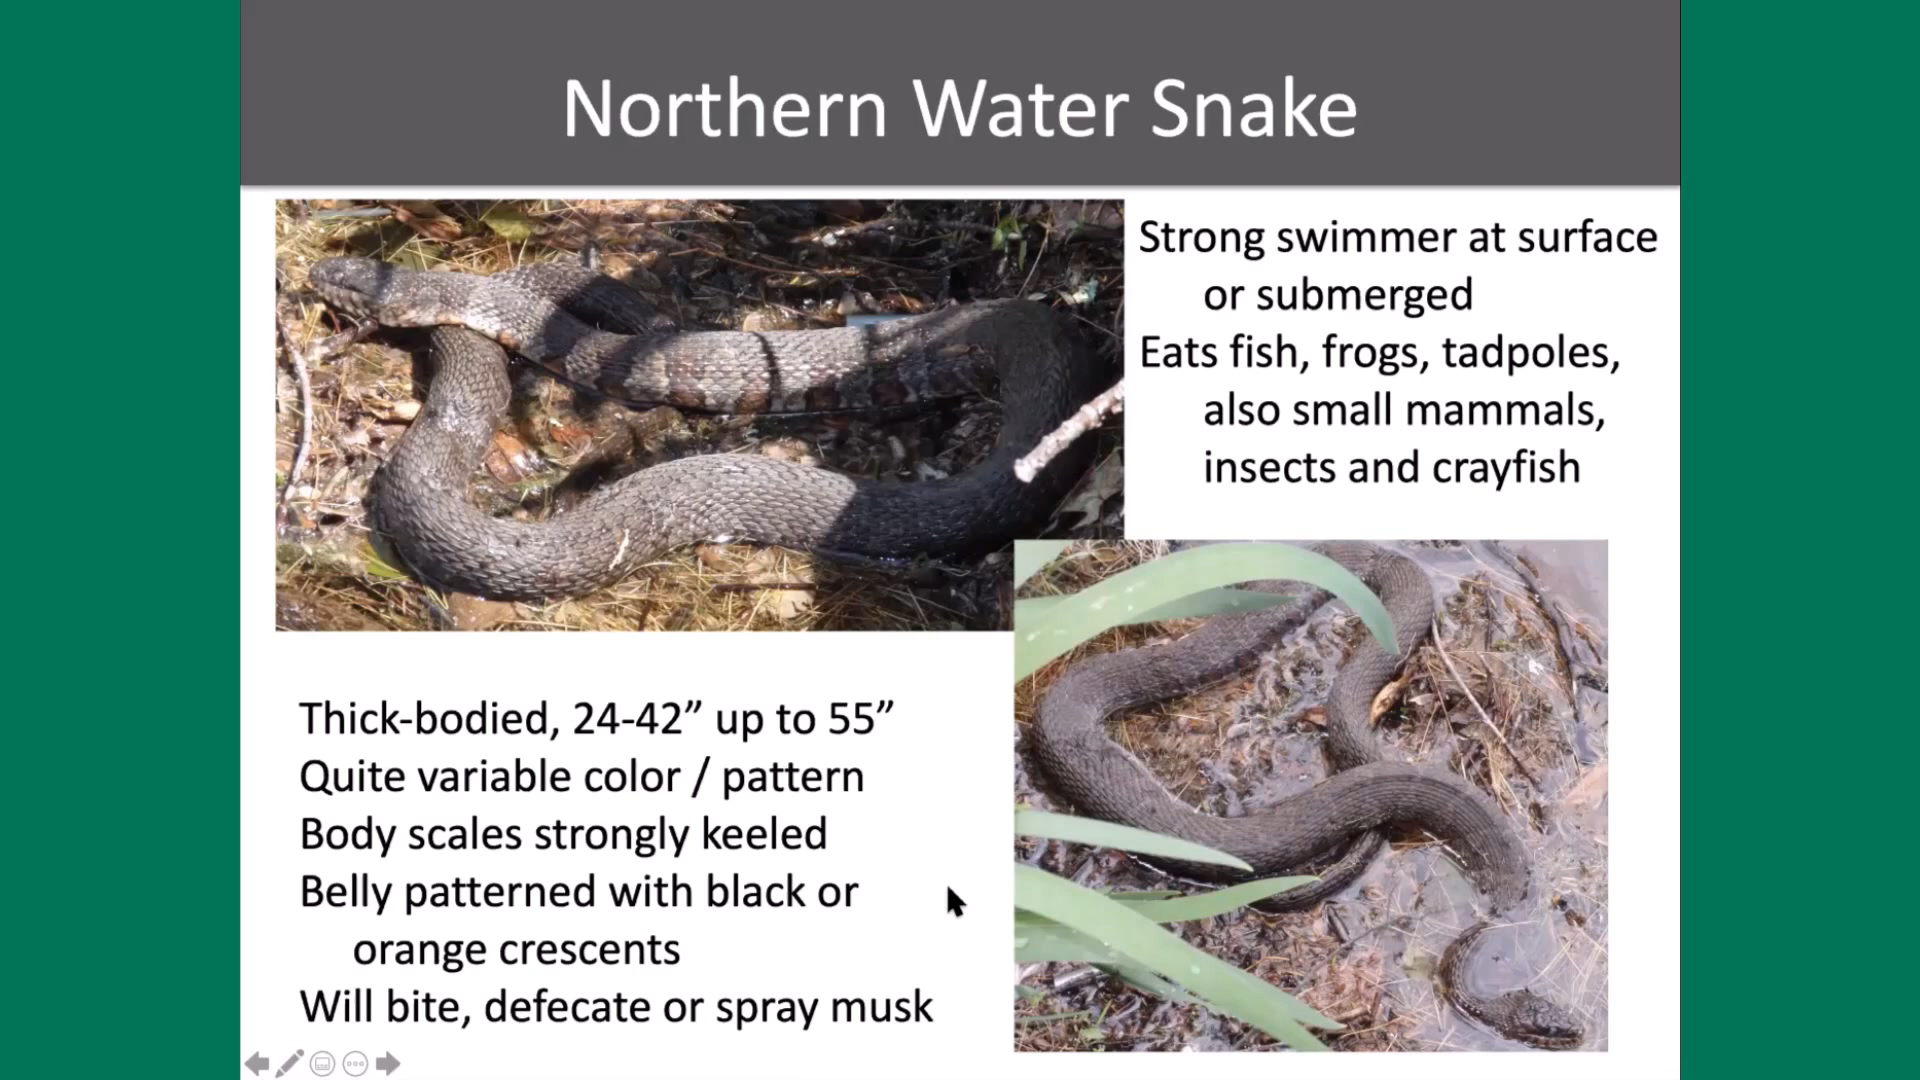 Northern Water Snake
Strong swimmer at surface
or submerged
Eats fish, frogs, tadpoles,
also small mammals,
insects and crayfish
Thick-bodied, 24-42” up to 55”
Quite variable color / pattern
Body scales strongly keeled
Belly patterned with black or
orange crescents
Will bite, defecate or spray musk